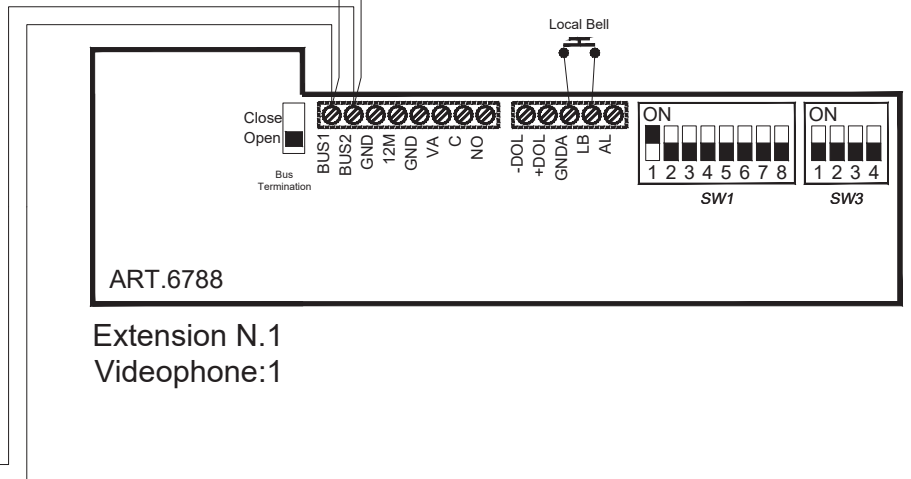 Local Bell
Close
Open
Bus
Termination
BUS1
BUS2
GND
12M
GND
VA
C
NO
-DOL
+DOL
GNDA
LB
AL
ON
1 2 3 4 5 6 7 8
SW1
ON
1 2 3 4
SW3
ART.6788
Extension N.1
Videophone:1